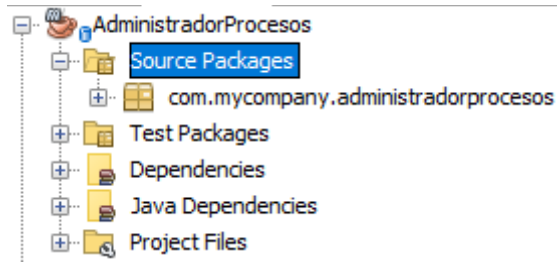 AdministradorProcesos
Source Packages
com.mycompany.administradorprocesos
Test Packages
Dependencies
Java Dependencies
Project Files